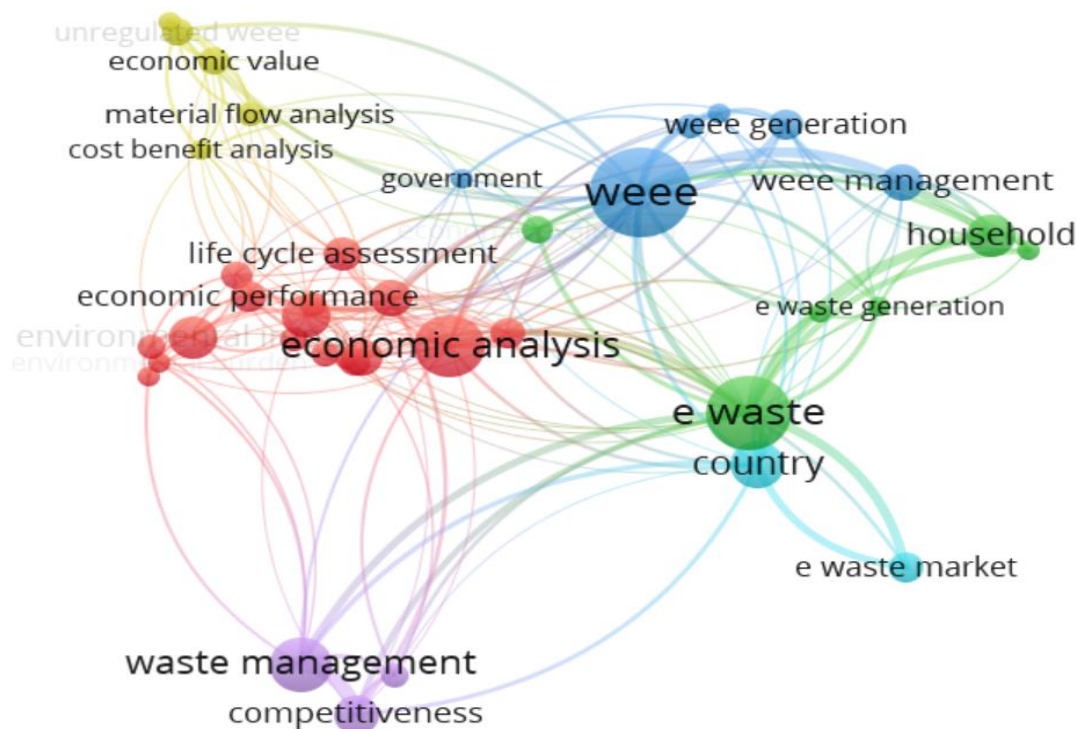 unregulated weee
economic value
material flow analysis
cost benefit analysis
weee generation
government
weee
weee management
household
life cycle assessment
economic performance
e waste generation
economic analysis
e waste
country
e waste market
waste management
competitiveness